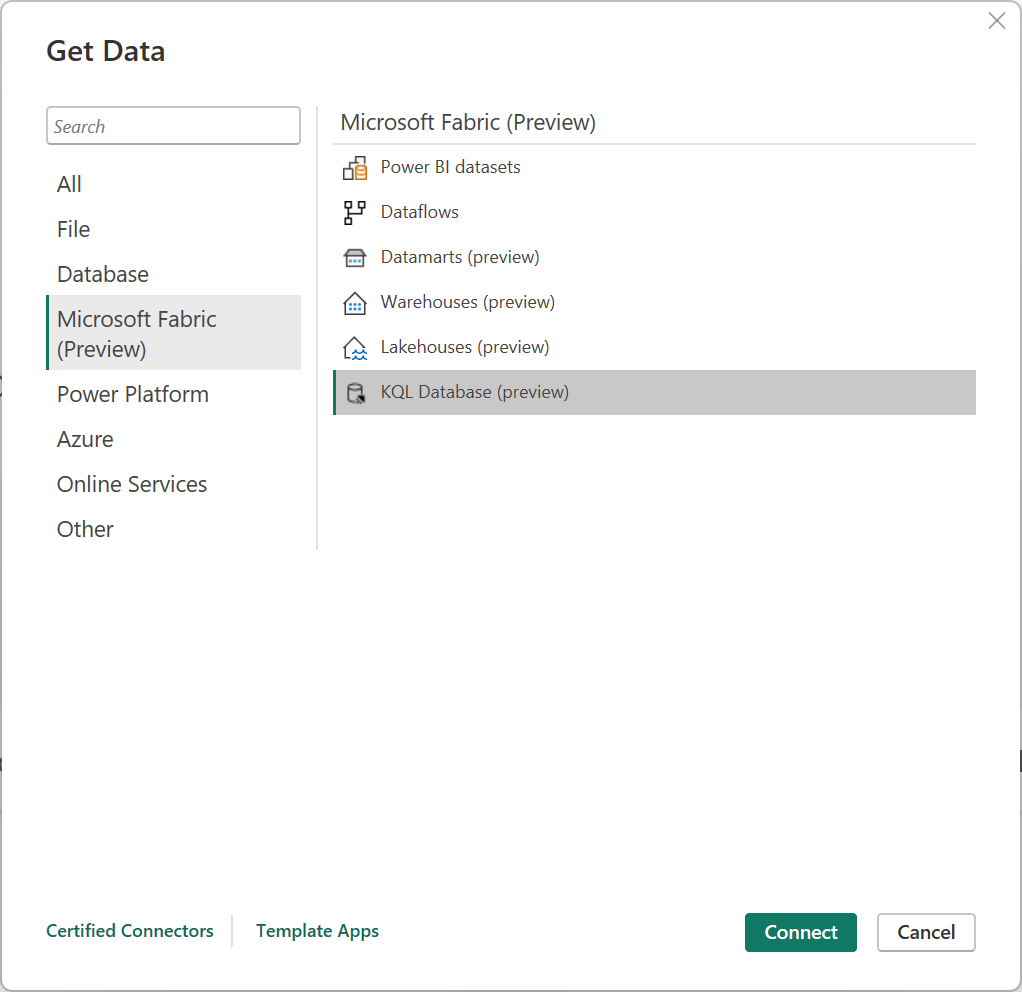 Get Data
Search
All
File
Database
Microsoft Fabric
(Preview)
Power Platform
Azure
Online Services
Other
Microsoft Fabric (Preview)
Power BI datasets
Dataflows
Datamarts (preview)
Warehouses (preview)
Lakehouses (preview)
KQL Database (preview)
Certified Connectors
Template Apps
Connect
Cancel